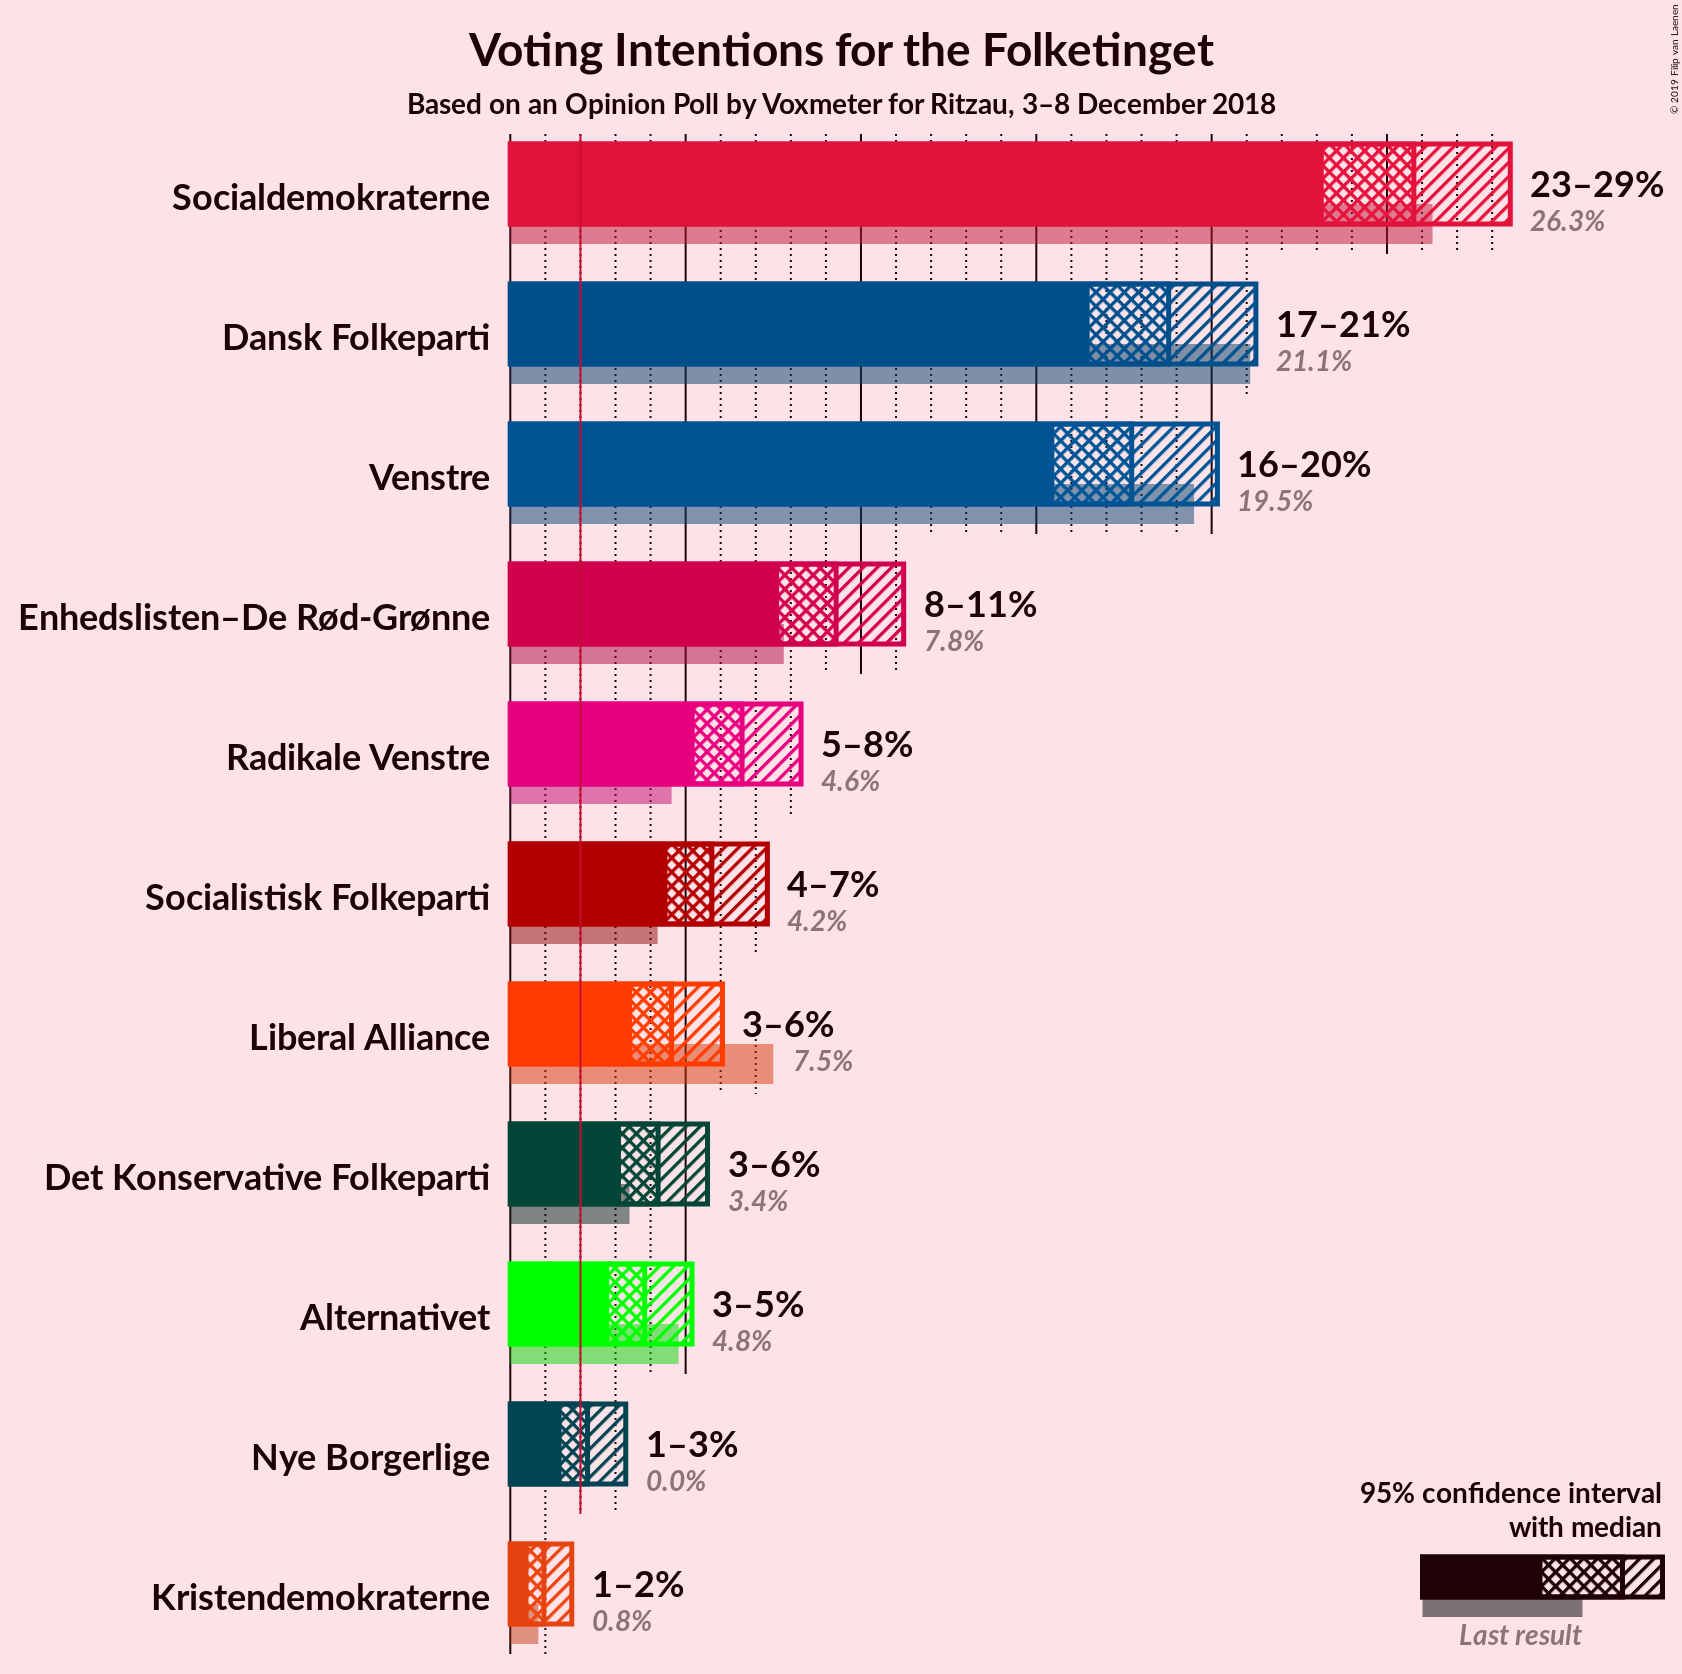 © 2019 Filip van Laenen
Voting Intentions for the Folketinget
Based on an Opinion Poll by Voxmeter for Ritzau, 3–8 December 2018
Socialdemokraterne
23–29%
26.3%
Dansk Folkeparti
17–21%
21.1%
Venstre
16–20%
19.5%
Enhedslisten–De Rød-Grønne
8–11%
7.8%
Radikale Venstre
5–8%
4.6%
Socialistisk Folkeparti
4–7%
4.2%
Liberal Alliance
3–6%
7.5%
Det Konservative Folkeparti
3–6%
3.4%
Alternativet
3–5%
4.8%
Nye Borgerlige
1–3%
0.0%
Kristendemokraterne
1–2%
0.8%
95% confidence interval
with median
Last result